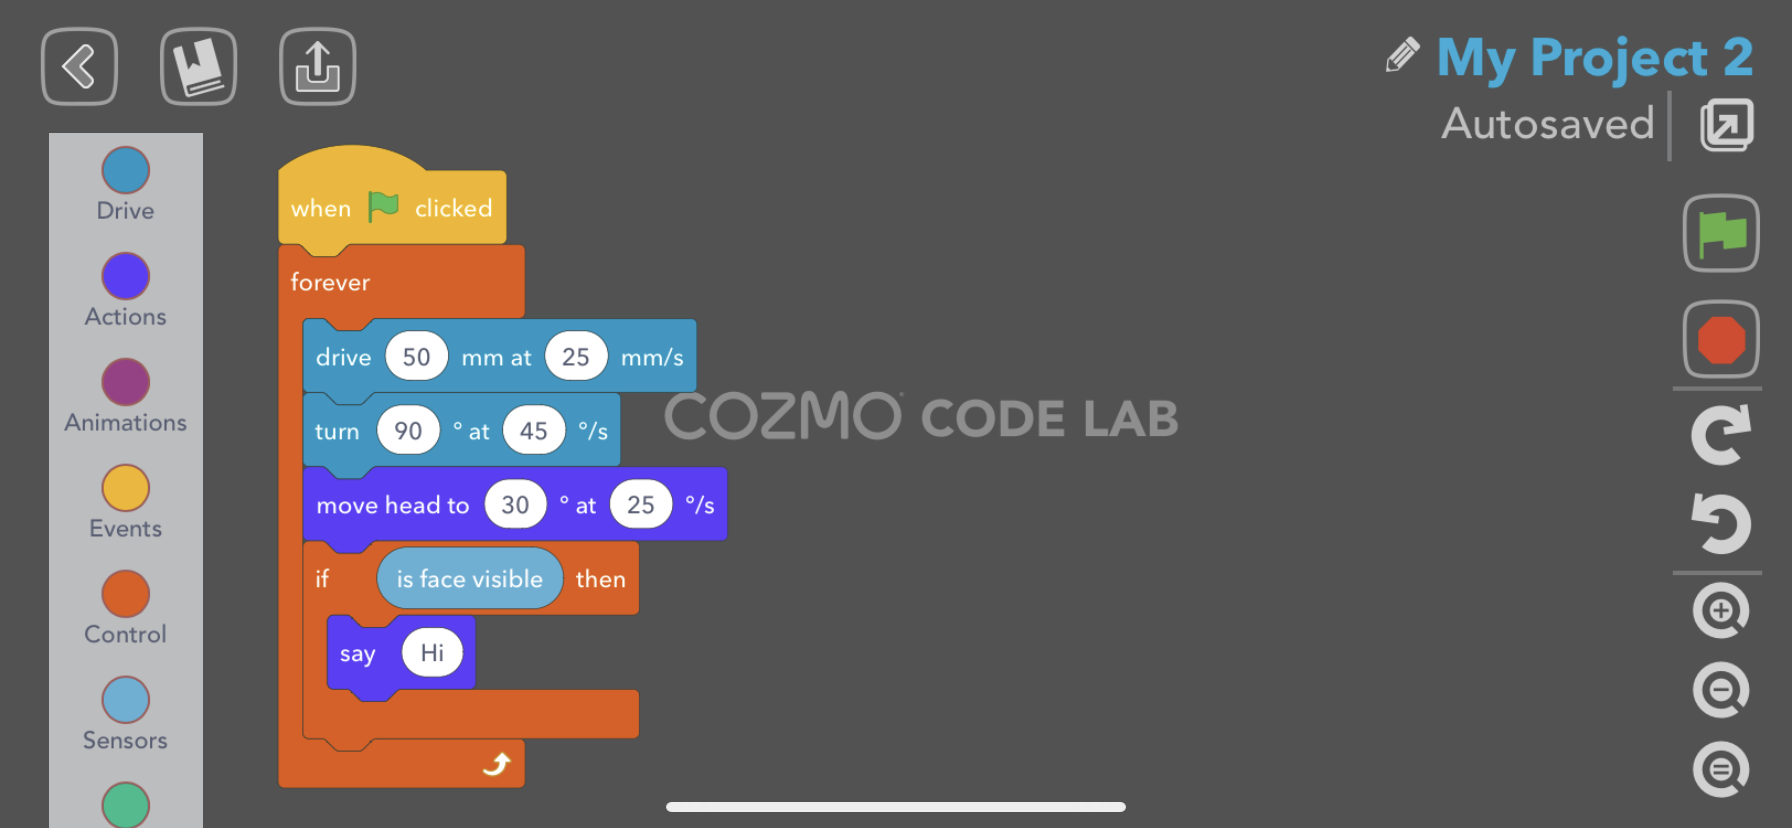 My Project 2
Autosaved
Drive
Actions
Animations
Events
Control
Sensors
when clicked
forever
drive 50 mm at 25 mm/s
turn 90 ° at 45 °/s
move head to 30 ° at 25 °/s
if is face visible then
say Hi
COZMO CODE LAB